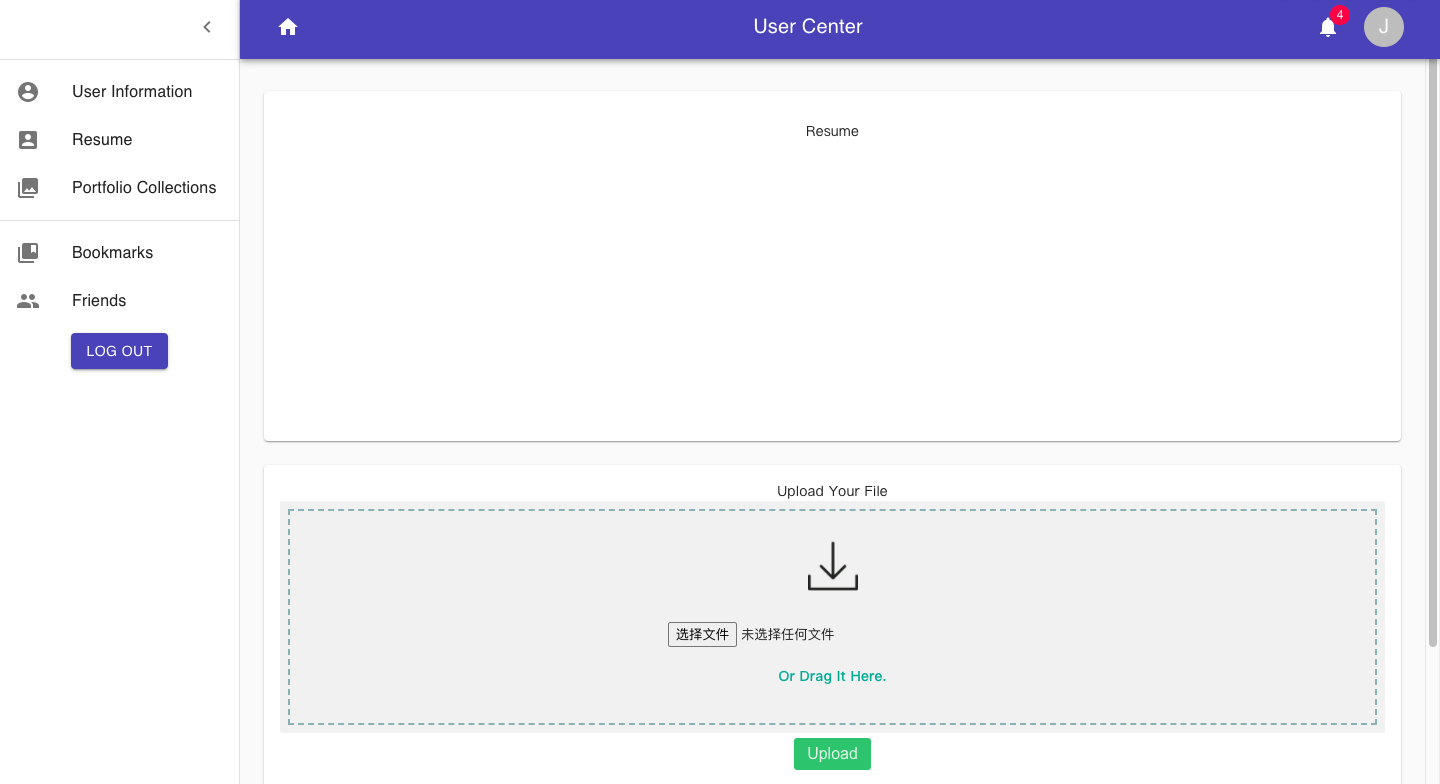 User Center
4
J
User Information
Resume
Portfolio Collections
Bookmarks
Friends
LOG OUT
Resume
Upload Your File
选择文件 未选择任何文件
Or Drag It Here.
Upload